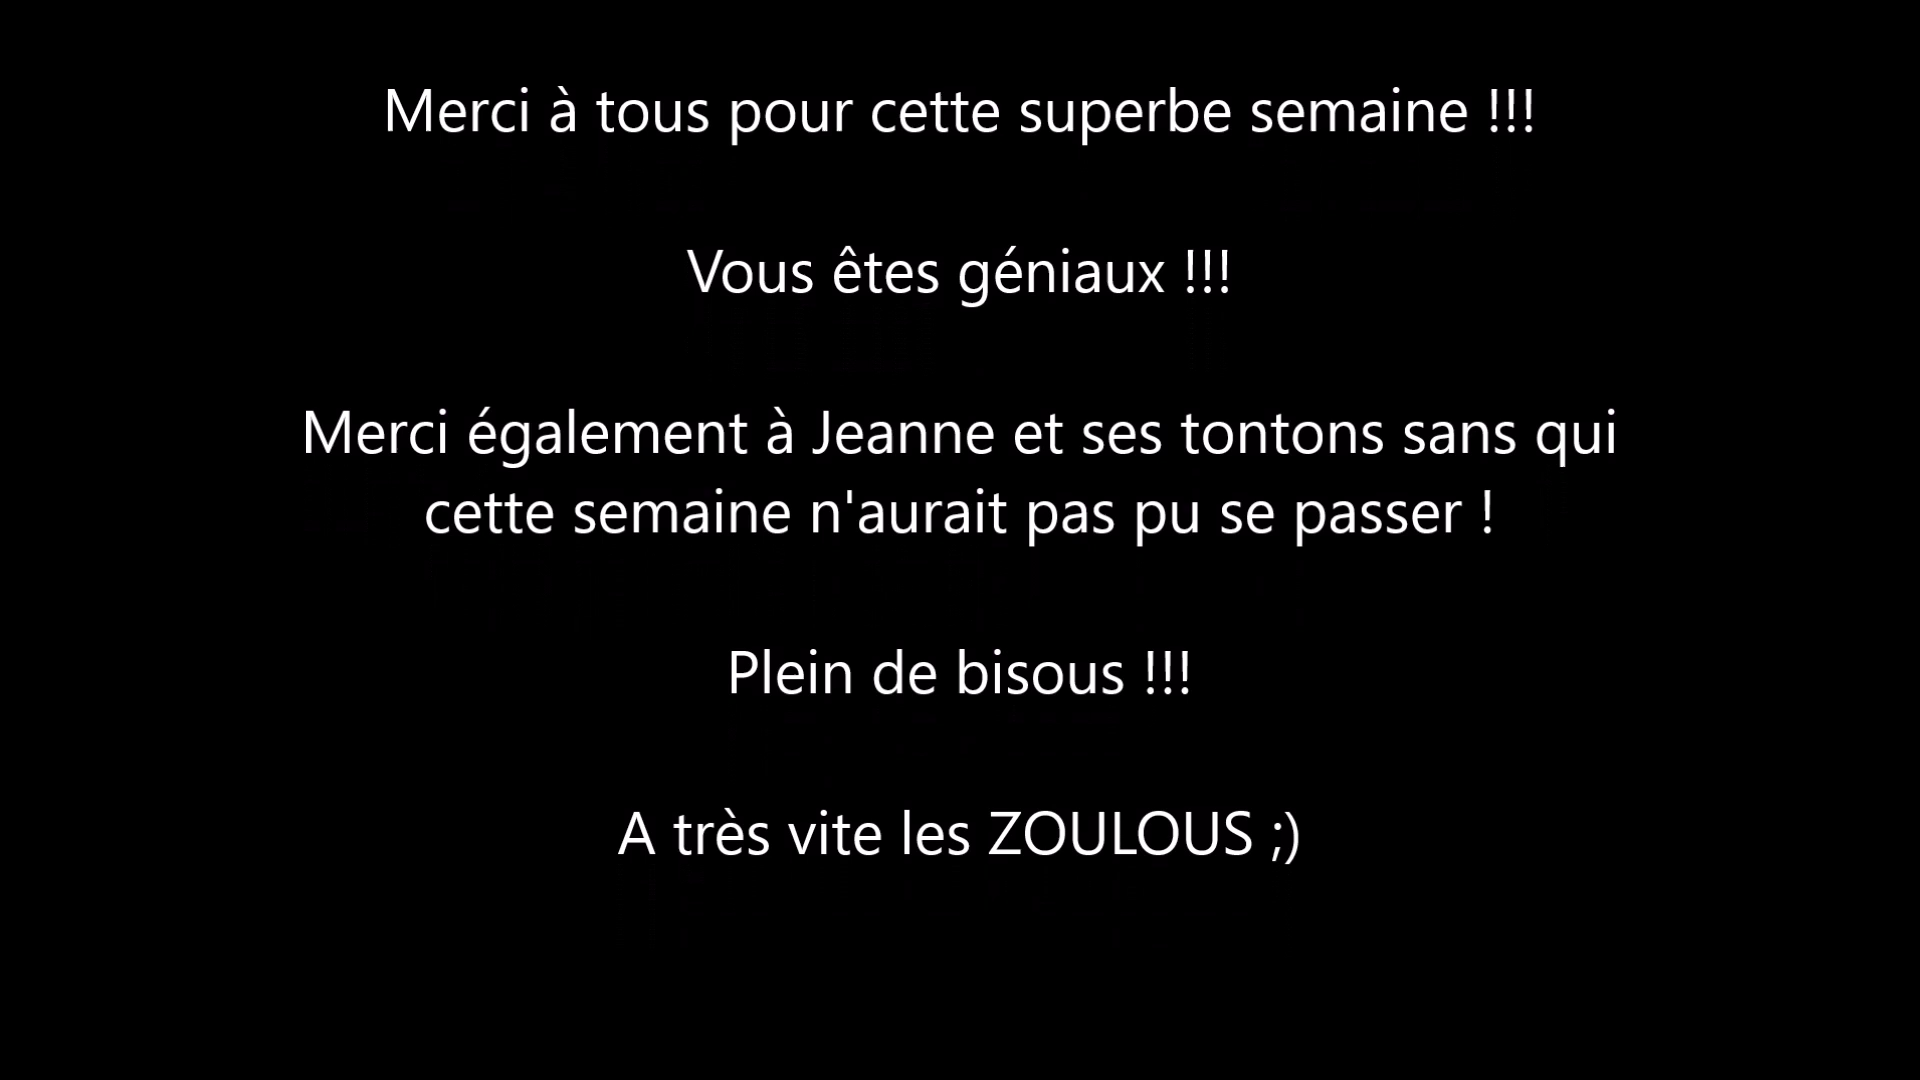 Merci à tous pour cette superbe semaine !!!
Vous êtes géniaux !!!
Merci également à Jeanne et ses tontons sans qui
cette semaine n'aurait pas pu se passer !
Plein de bisous !!!
A très vite les ZOULOUS ;)